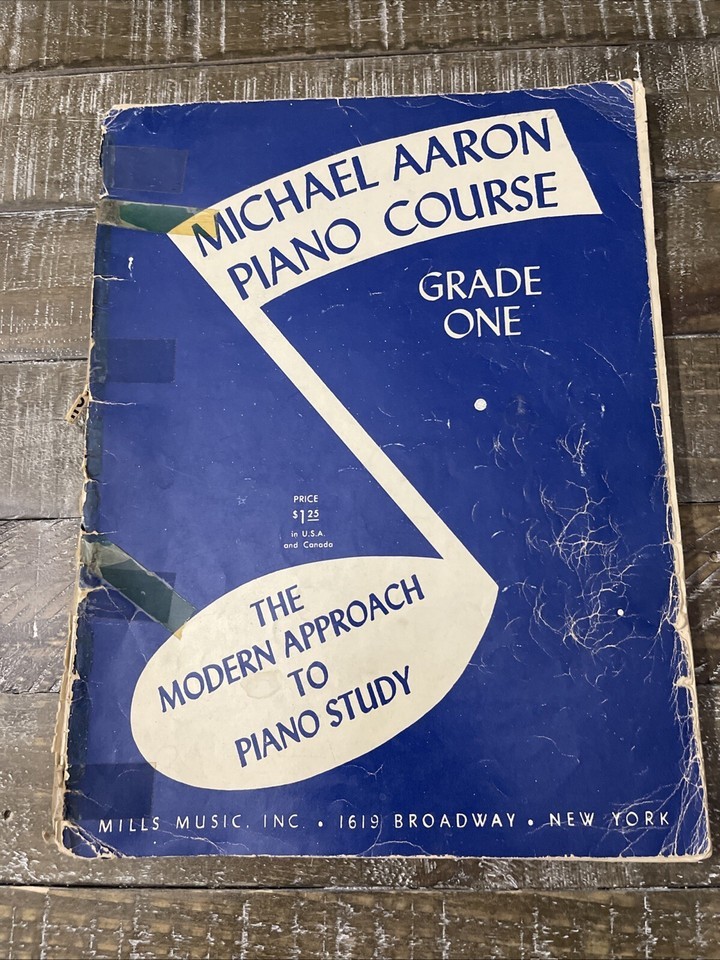 MICHAEL AARON
PIANO COURSE
GRADE
ONE
PRICE
$1.25
in U.S.A.
and Canada
THE
MODERN APPROACH
TO
PIANO STUDY
MILLS MUSIC, INC. • 1619 BROADWAY • NEW YORK